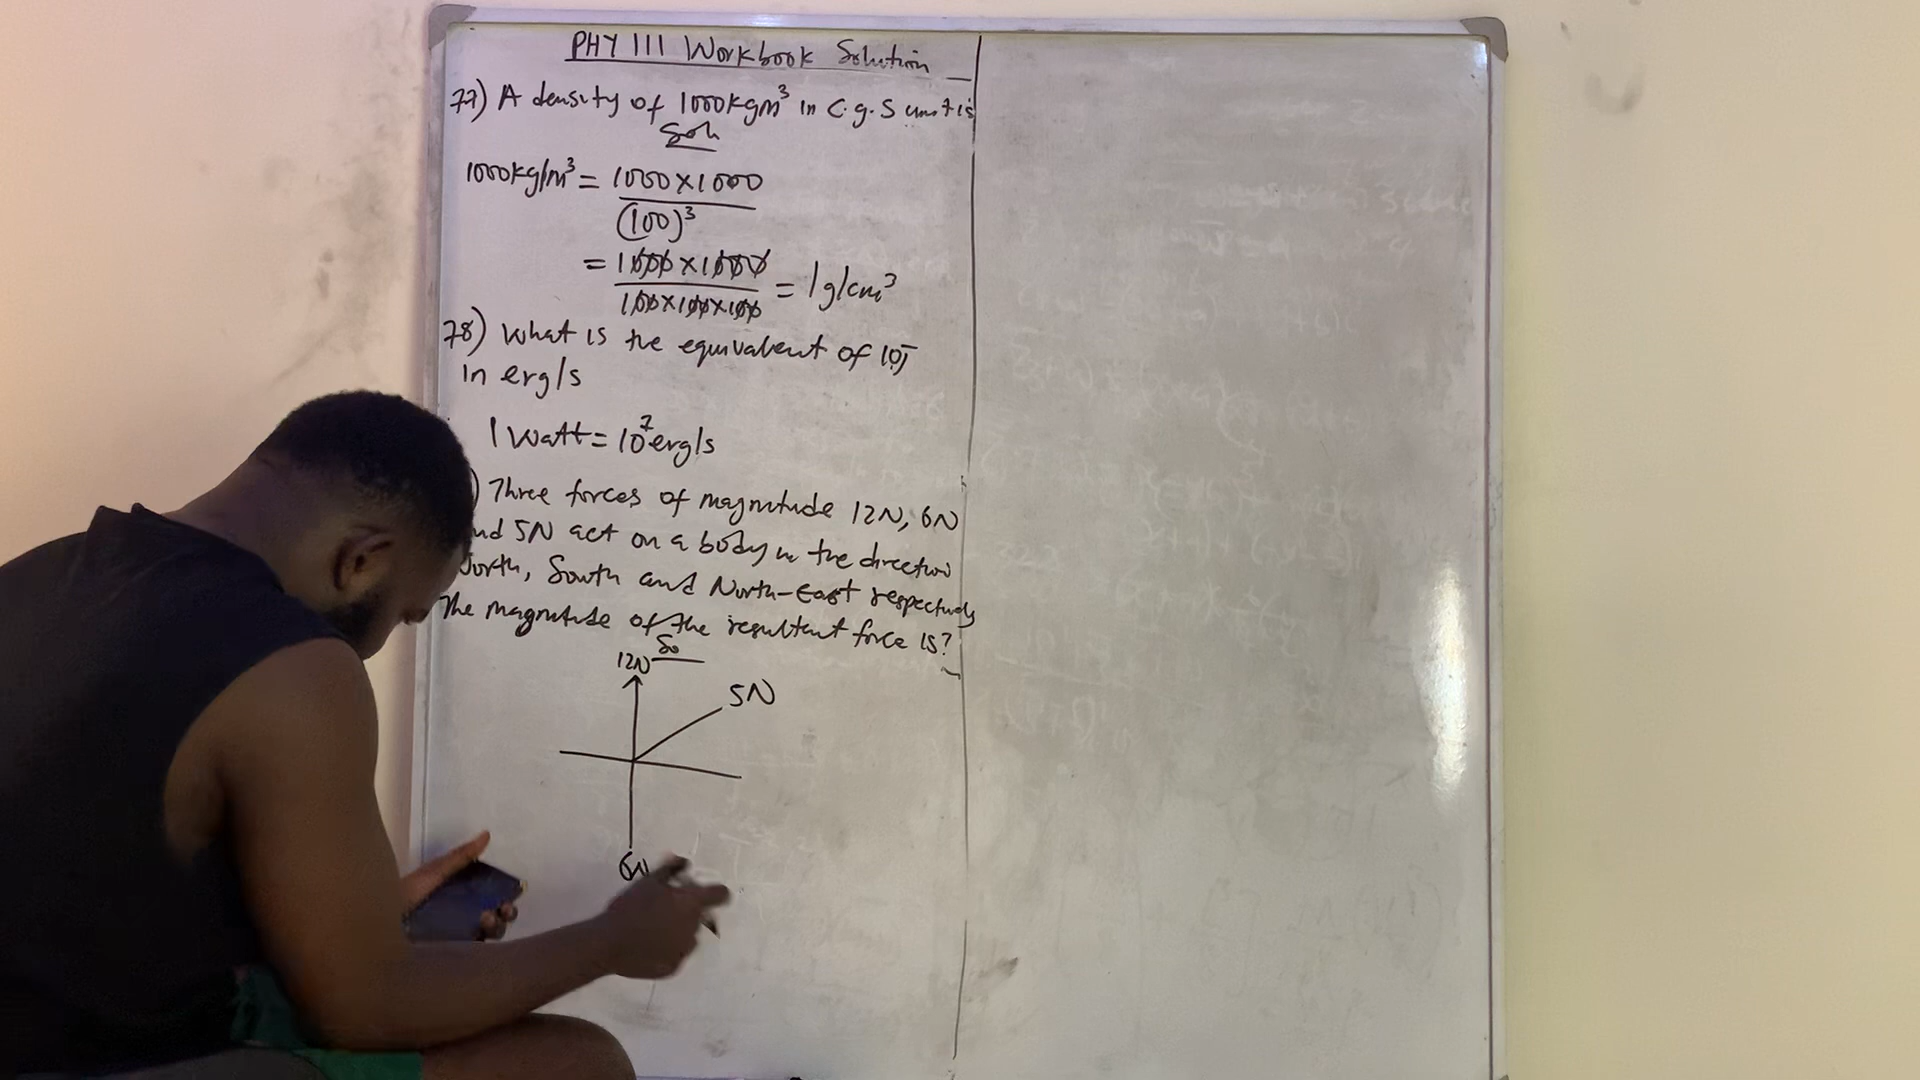 PHY 111 Workbook Solution
77) A density of 1000kgm³ in C.g.S unit is
Soln
1000kg/m³ = 1000×1000
(100)³
= 1000×1000
100×100×100
= 1g/cm³
78) What is the equivalent of 10J
in erg/s
1 Watt = 10⁷erg/s
) Three forces of magnitude 12N, 6N
nd 5N act on a body in the direction
North, South and North-East respectively
The magnitude of the resultant force is?
So
12N
5N
6N